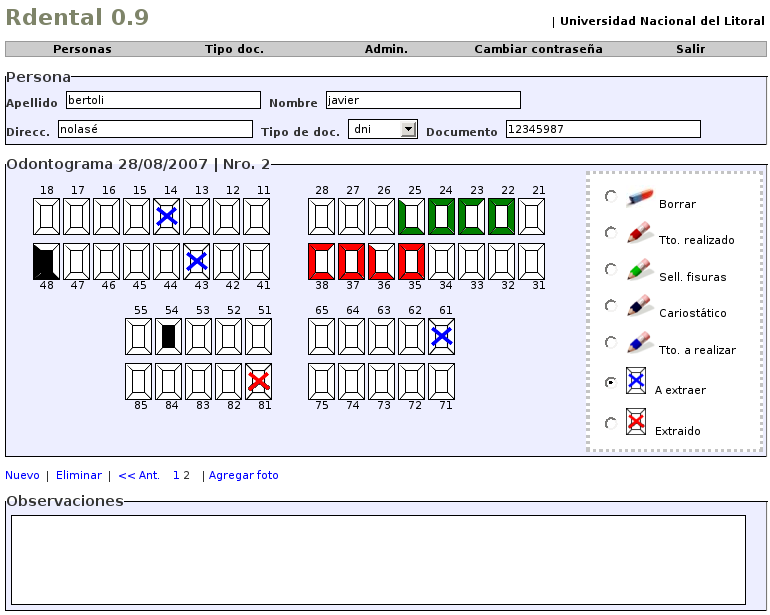 Rdental 0.9
| Universidad Nacional del Litoral
Personas Tipo doc. Admin. Cambiar contraseña Salir
Persona
Apellido bertoli Nombre javier
Direcc. nolasé Tipo de doc. dni Documento 12345987
Odontograma 28/08/2007 | Nro. 2
18 17 16 15 14 13 12 11 28 27 26 25 24 23 22 21
48 47 46 45 44 43 42 41 38 37 36 35 34 33 32 31
55 54 53 52 51 65 64 63 62 61
85 84 83 82 81 75 74 73 72 71
Borrar
Tto. realizado
Sell. fisuras
Cariostático
Tto. a realizar
A extraer
Extraido
Nuevo | Eliminar | << Ant. 1 2 | Agregar foto
Observaciones